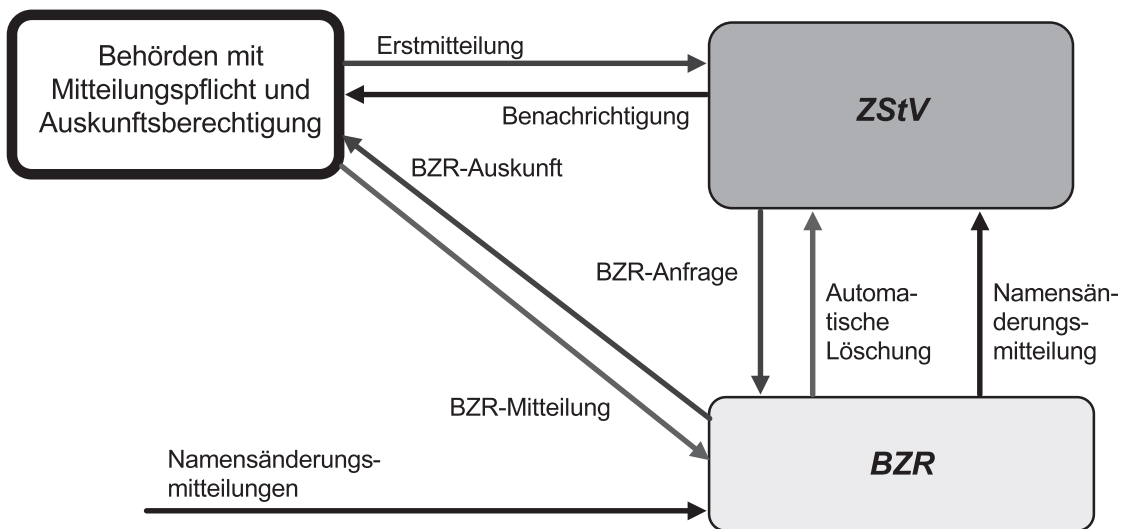 Behörden mit
Mitteilungspflicht und
Auskunftsberechtigung
Erstmitteilung
Benachrichtigung
ZStV
BZR-Auskunft
BZR-Anfrage
Automa-
tische
Löschung
Namensän-
derungs-
mitteilung
BZR-Mitteilung
Namensänderungs-
mitteilungen
BZR